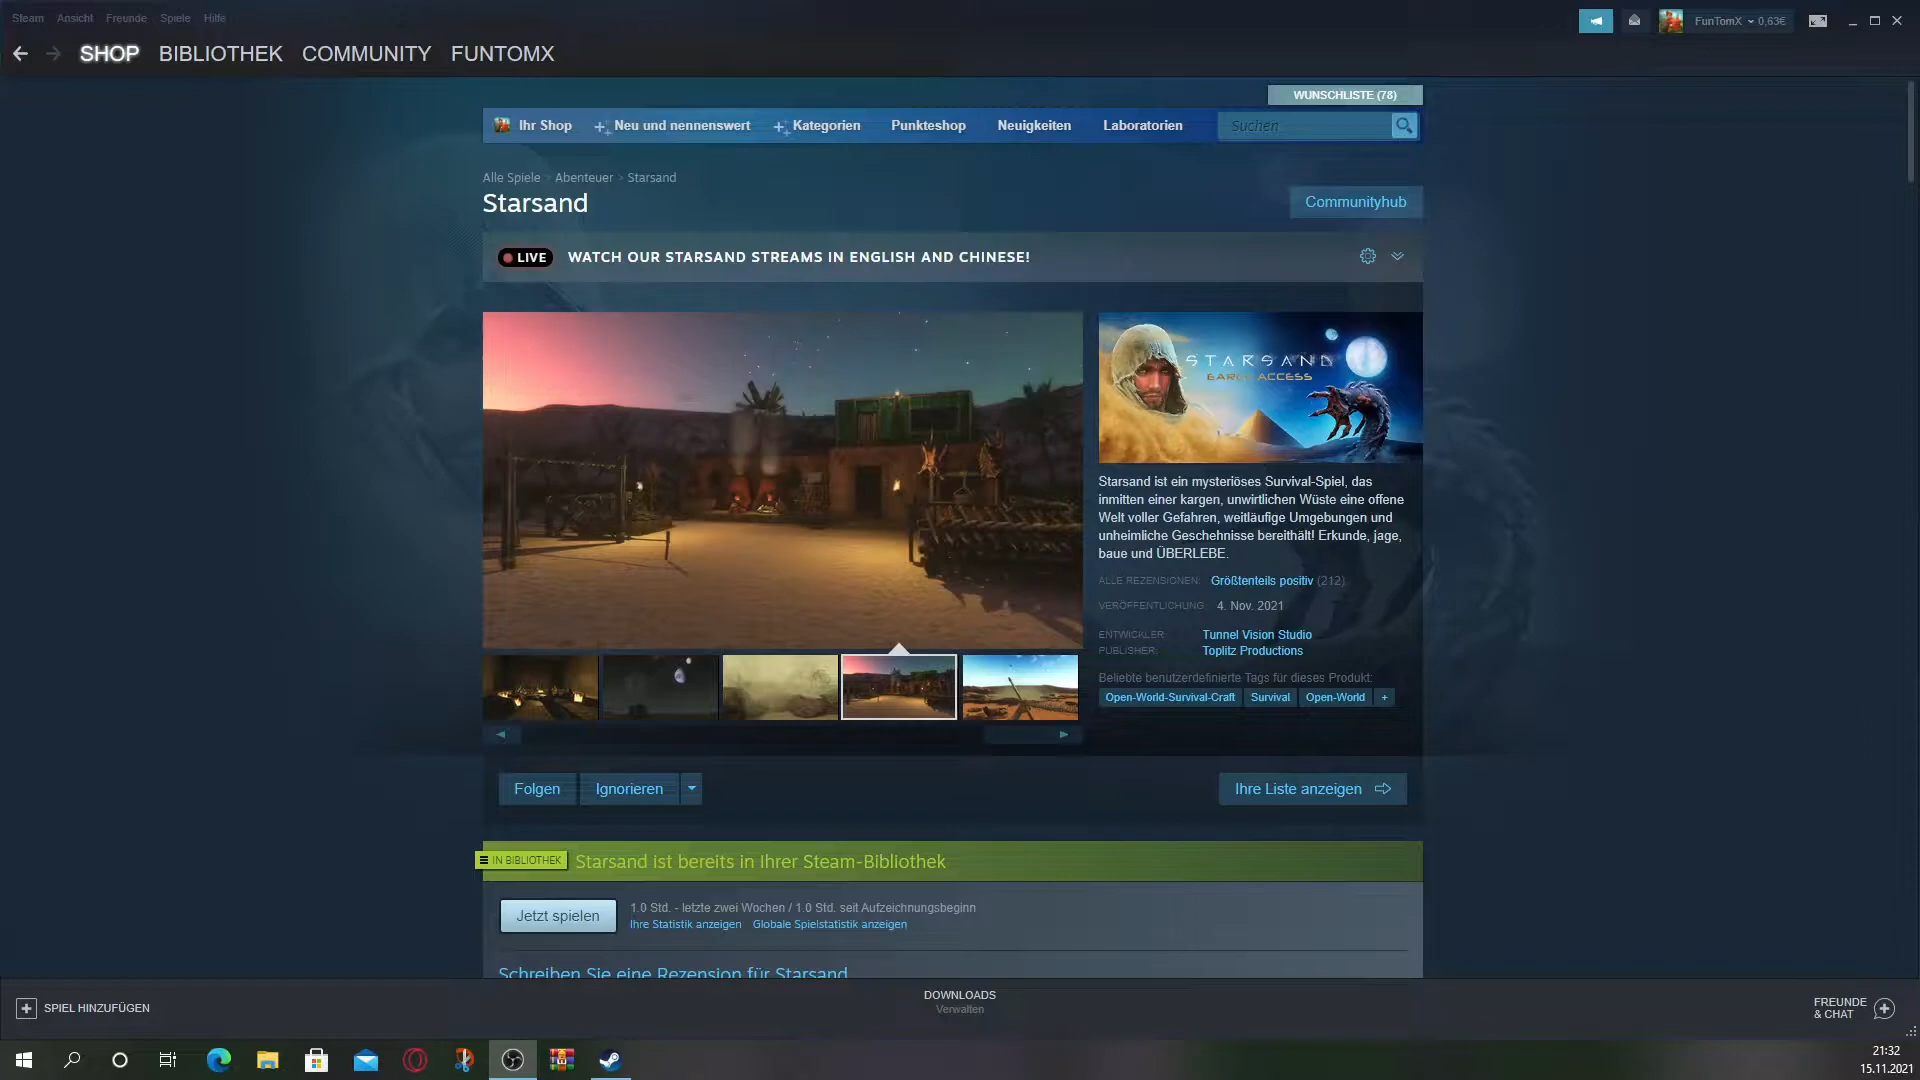 Steam Ansicht Freunde Spiele Hilfe
FunTomX 0,63€
SHOP BIBLIOTHEK COMMUNITY FUNTOMX
WUNSCHLISTE (78)
Ihr Shop Neu und nennenswert Kategorien Punkteshop Neuigkeiten Laboratorien Suchen
Alle Spiele > Abenteuer > Starsand
Starsand
Communityhub
LIVE WATCH OUR STARSAND STREAMS IN ENGLISH AND CHINESE!
STARSAND
EARLY ACCESS
Starsand ist ein mysteriöses Survival-Spiel, das
inmitten einer kargen, unwirtlichen Wüste eine offene
Welt voller Gefahren, weitläufige Umgebungen und
unheimliche Geschehnisse bereithält! Erkunde, jage,
baue und ÜBERLEBE.
ALLE REZENSIONEN: Größtenteils positiv (212)
VERÖFFENTLICHUNG: 4. Nov. 2021
ENTWICKLER: Tunnel Vision Studio
PUBLISHER: Toplitz Productions
Beliebte benutzerdefinierte Tags für dieses Produkt:
Open-World-Survival-Craft Survival Open-World +
Folgen Ignorieren Ihre Liste anzeigen
IN BIBLIOTHEK Starsand ist bereits in Ihrer Steam-Bibliothek
Jetzt spielen
1.0 Std. - letzte zwei Wochen / 1.0 Std. seit Aufzeichnungsbeginn
Ihre Statistik anzeigen Globale Spielstatistik anzeigen
Schreiben Sie eine Rezension für Starsand
SPIEL HINZUFÜGEN
DOWNLOADS
Verwalten
FREUNDE
& CHAT
21:32
15.11.2021